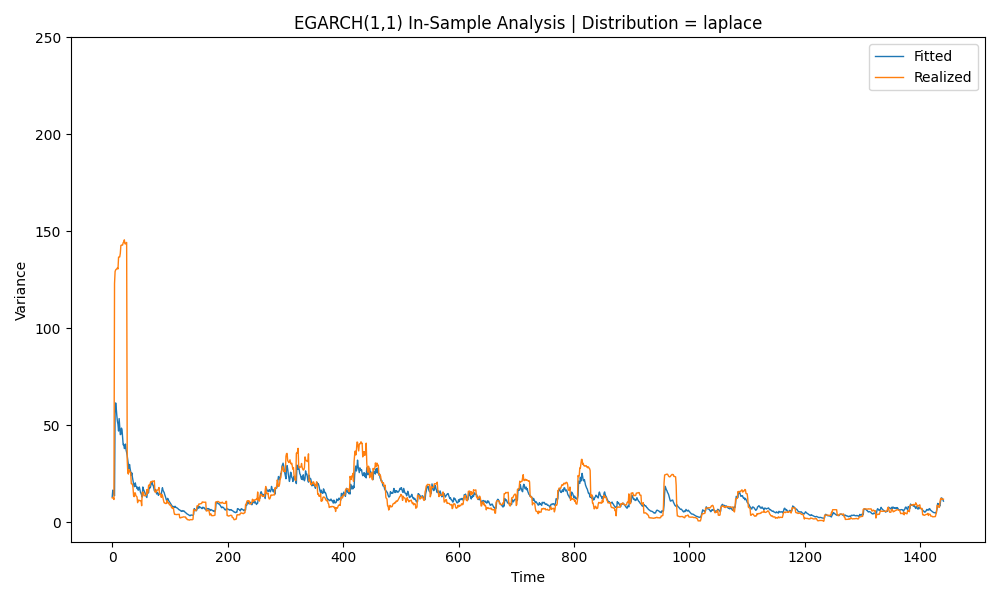 EGARCH(1,1) In-Sample Analysis | Distribution = laplace
Fitted
Realized
Variance
250
200
150
100
50
0
0 200 400 600 800 1000 1200 1400
Time